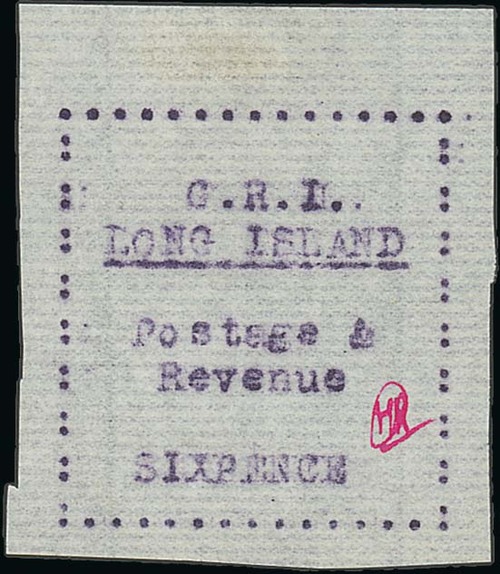 G.R.I.
LONG ISLAND
Postage &
Revenue
SIXPENCE